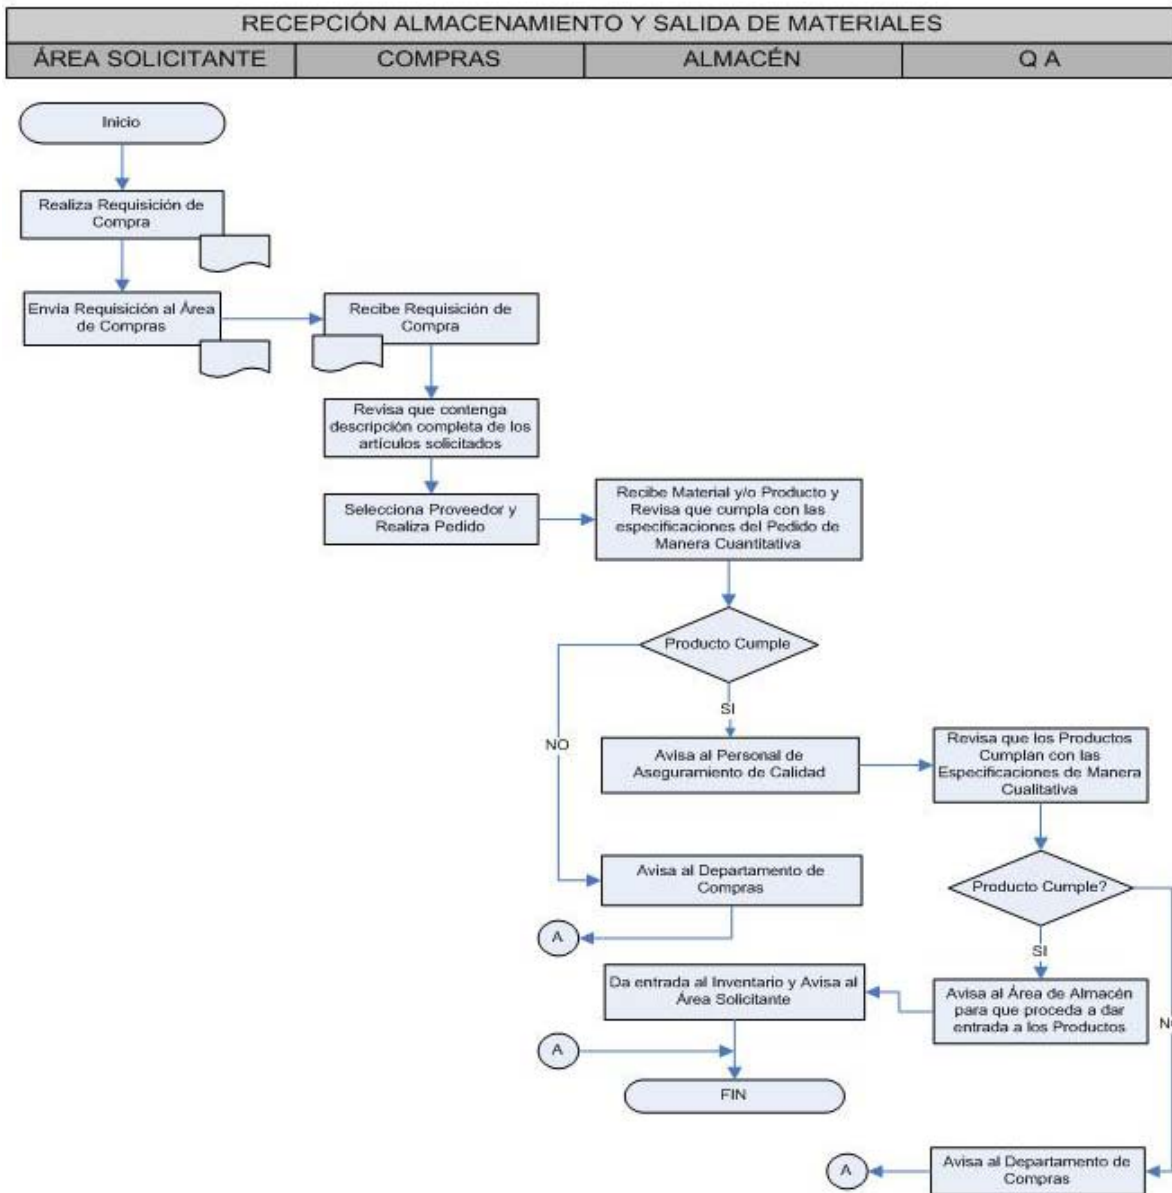 RECEPCIÓN ALMACENAMIENTO Y SALIDA DE MATERIALES
ÁREA SOLICITANTE
COMPRAS
ALMACÉN
Q A
Inicio
Realiza Requisición de
Compra
Envía Requisición al Área
de Compras
Recibe Requisición de
Compra
Revisa que contenga
descripción completa de los
artículos solicitados
Selecciona Proveedor y
Realiza Pedido
Recibe Material y/o Producto y
Revisa que cumpla con las
especificaciones del Pedido de
Manera Cuantitativa
Producto Cumple
SI
NO
Avisa al Personal de
Aseguramiento de Calidad
Revisa que los Productos
Cumplan con las
Especificaciones de Manera
Cualitativa
Avisa al Departamento de
Compras
A
Producto Cumple?
SI
Da entrada al Inventario y Avisa al
Área Solicitante
Avisa al Área de Almacén
para que proceda a dar
entrada a los Productos
A
FIN
A
Avisa al Departamento de
Compras